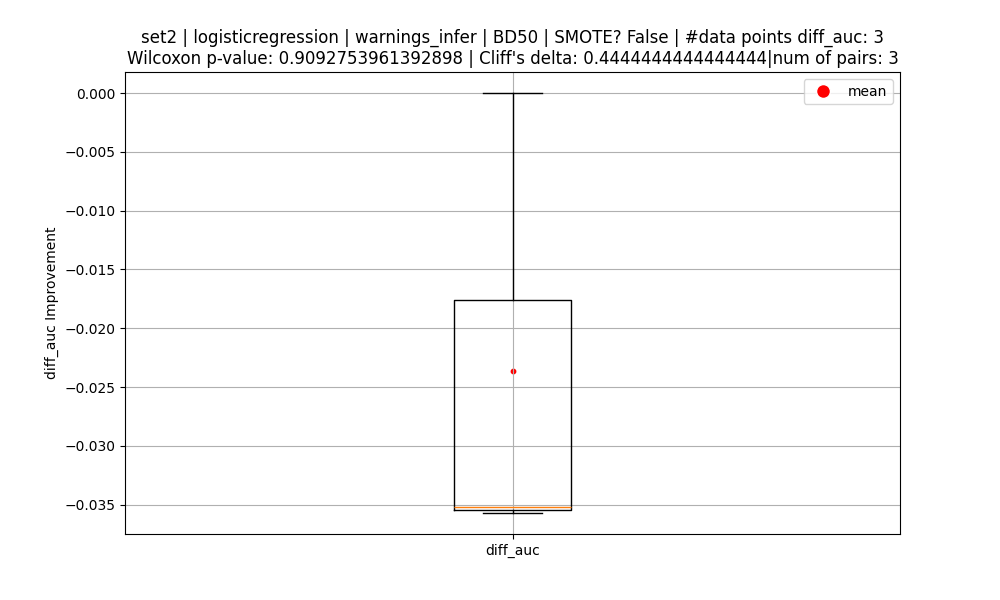 set2 | logisticregression | warnings_infer | BD50 | SMOTE? False | #data points diff_auc: 3
Wilcoxon p-value: 0.9092753961392898 | Cliff's delta: 0.4444444444444444|num of pairs: 3
mean
0.000
−0.005
−0.010
−0.015
−0.020
−0.025
−0.030
−0.035
diff_auc Improvement
diff_auc